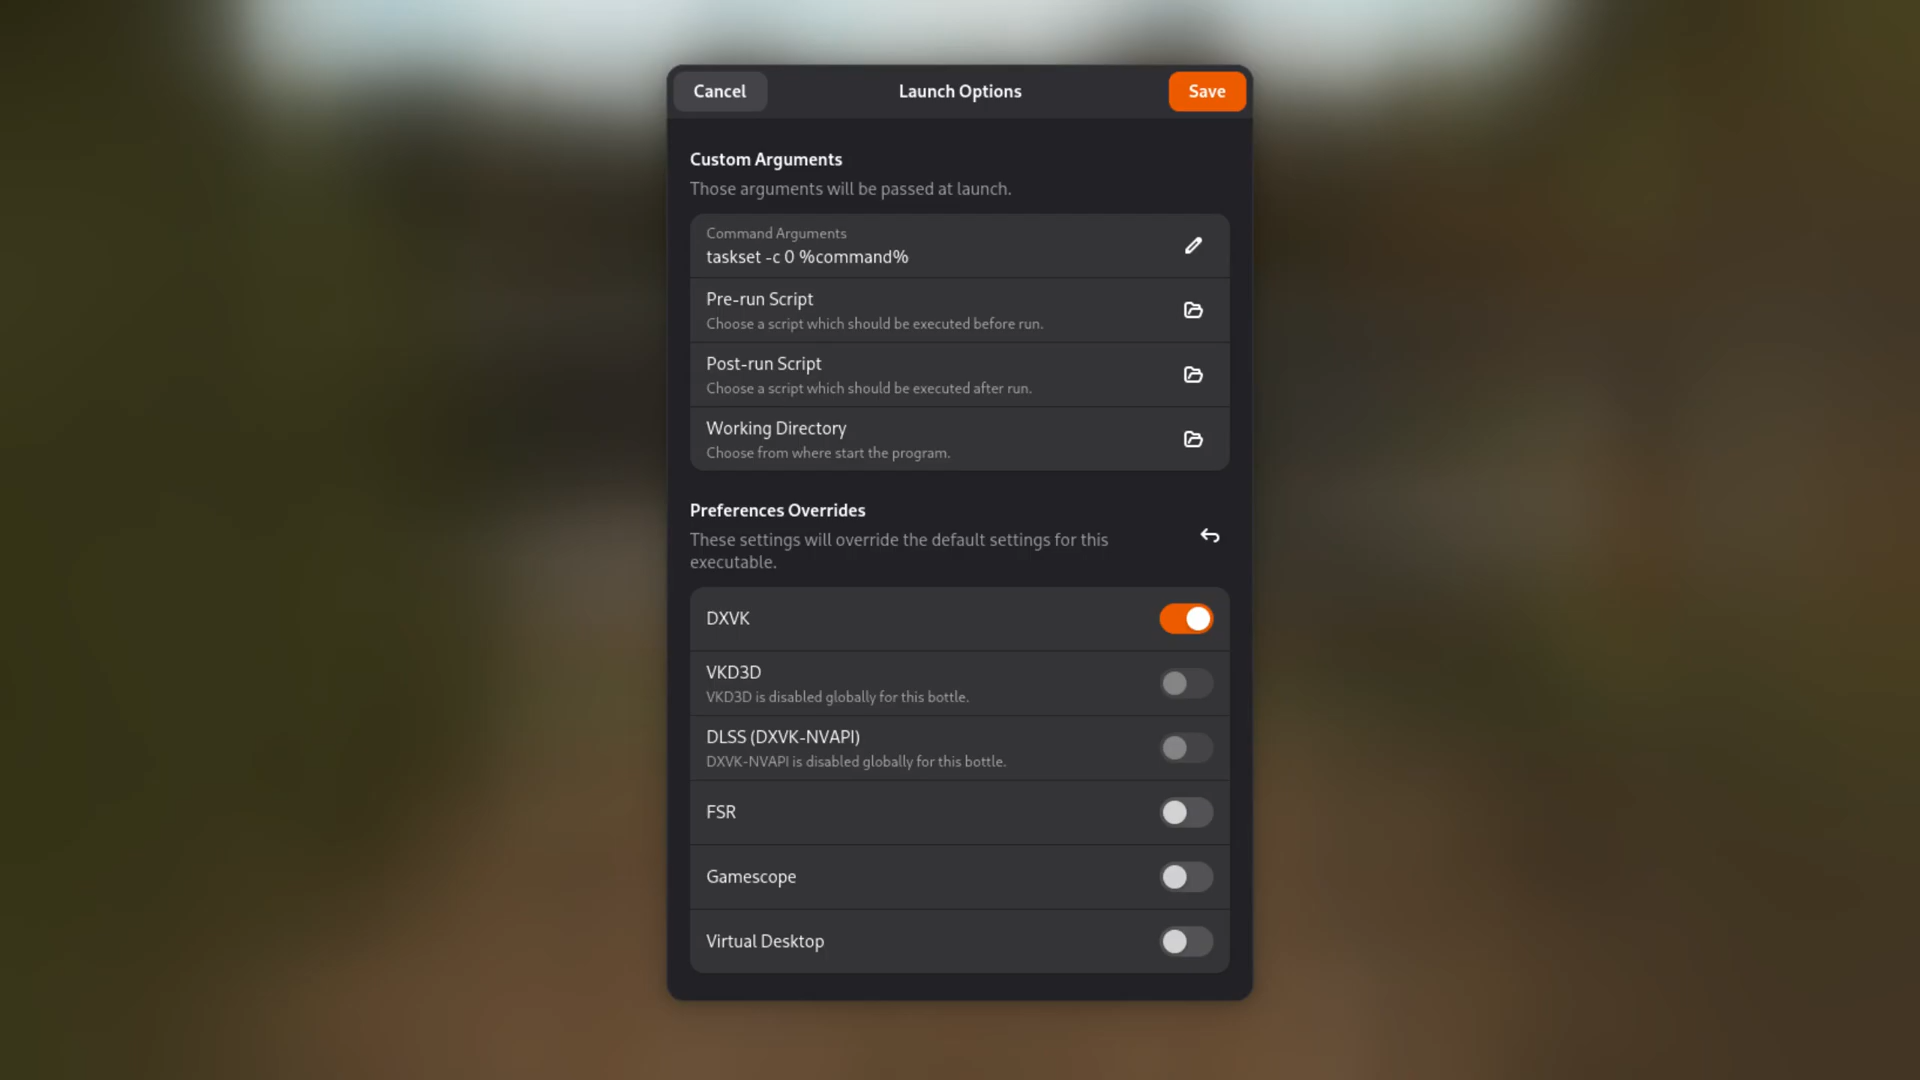 Cancel
Launch Options
Save
Custom Arguments
Those arguments will be passed at launch.
Command Arguments
taskset -c 0 %command%
Pre-run Script
Choose a script which should be executed before run.
Post-run Script
Choose a script which should be executed after run.
Working Directory
Choose from where start the program.
Preferences Overrides
These settings will override the default settings for this
executable.
DXVK
VKD3D
VKD3D is disabled globally for this bottle.
DLSS (DXVK-NVAPI)
DXVK-NVAPI is disabled globally for this bottle.
FSR
Gamescope
Virtual Desktop